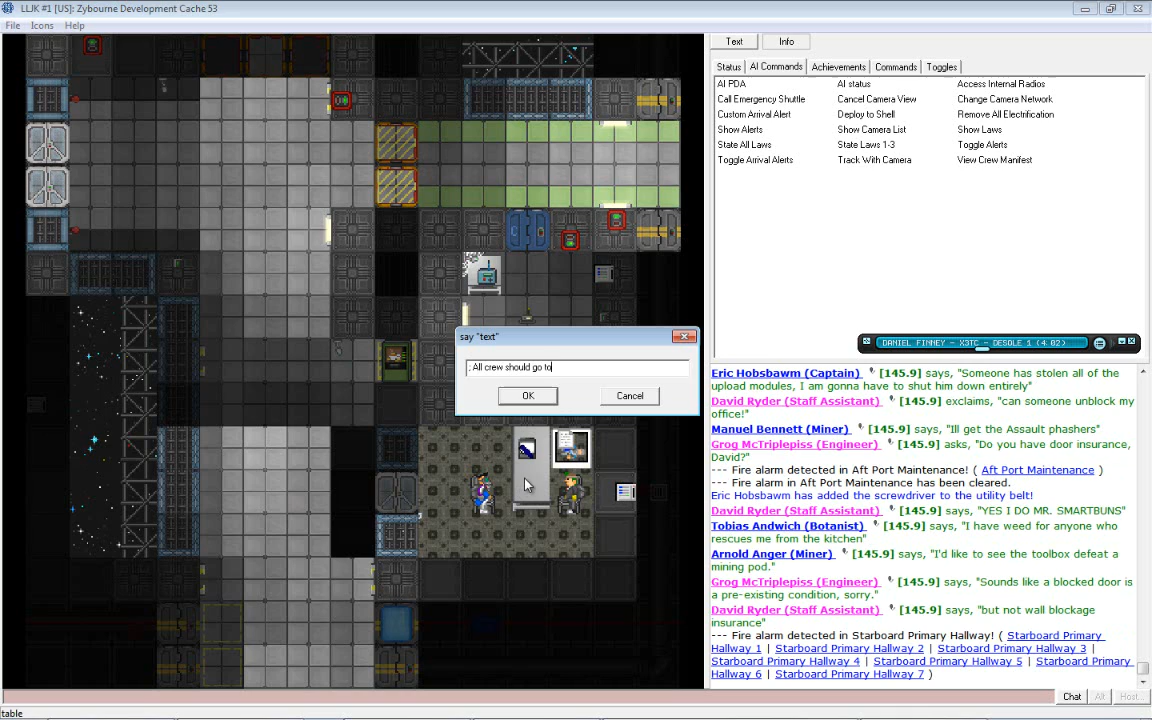 LLJK #1 [US]: Zybourne Development Cache 53
File Icons Help
Text Info
Status AI Commands Achievements Commands Toggles
AI PDA AI status Access Internal Radios
Call Emergency Shuttle Cancel Camera View Change Camera Network
Custom Arrival Alert Deploy to Shell Remove All Electrification
Show Alerts Show Camera List Show Laws
State All Laws State Laws 1-3 Toggle Alerts
Toggle Arrival Alerts Track With Camera View Crew Manifest
say "text"
; All crew should go to
OK Cancel
DANIEL FINNEY - X3TC - DESOLE 1 (4:02)
Eric Hobsbawm (Captain) [145.9] says, "Someone has stolen all of the
upload modules, I am gonna have to shut him down entirely"
David Ryder (Staff Assistant) [145.9] exclaims, "can someone unblock my
office!"
Manuel Bennett (Miner) [145.9] says, "Ill get the Assault phashers"
Grog McTriplepiss (Engineer) [145.9] asks, "Do you have door insurance,
David?"
--- Fire alarm detected in Aft Port Maintenance! ( Aft Port Maintenance )
--- Fire alarm in Aft Port Maintenance has been cleared.
Eric Hobsbawm has added the screwdriver to the utility belt!
David Ryder (Staff Assistant) [145.9] says, "YES I DO MR. SMARTBUNS"
Tobias Andwich (Botanist) [145.9] says, "I have weed for anyone who
rescues me from the kitchen"
Arnold Anger (Miner) [145.9] says, "I'd like to see the toolbox defeat a
mining pod."
Grog McTriplepiss (Engineer) [145.9] says, "Sounds like a blocked door is
a pre-existing condition, sorry."
David Ryder (Staff Assistant) [145.9] says, "but not wall blockage
insurance"
--- Fire alarm detected in Starboard Primary Hallway! ( Starboard Primary
Hallway 1 | Starboard Primary Hallway 2 | Starboard Primary Hallway 3 |
Starboard Primary Hallway 4 | Starboard Primary Hallway 5 | Starboard Primary
Hallway 6 | Starboard Primary Hallway 7 )
Chat Alt Host..
table